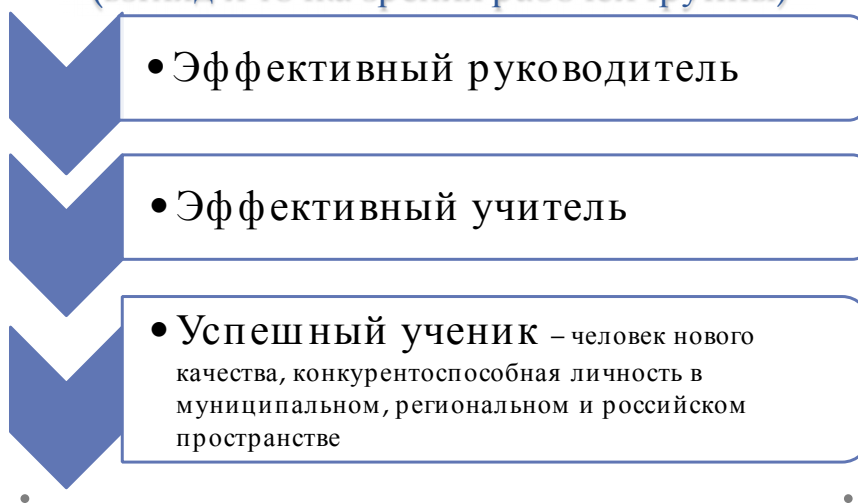 • Эффективный руководитель
• Эффективный учитель
• Успешный ученик – человек нового
качества, конкурентоспособная личность в
муниципальном, региональном и российском
пространстве